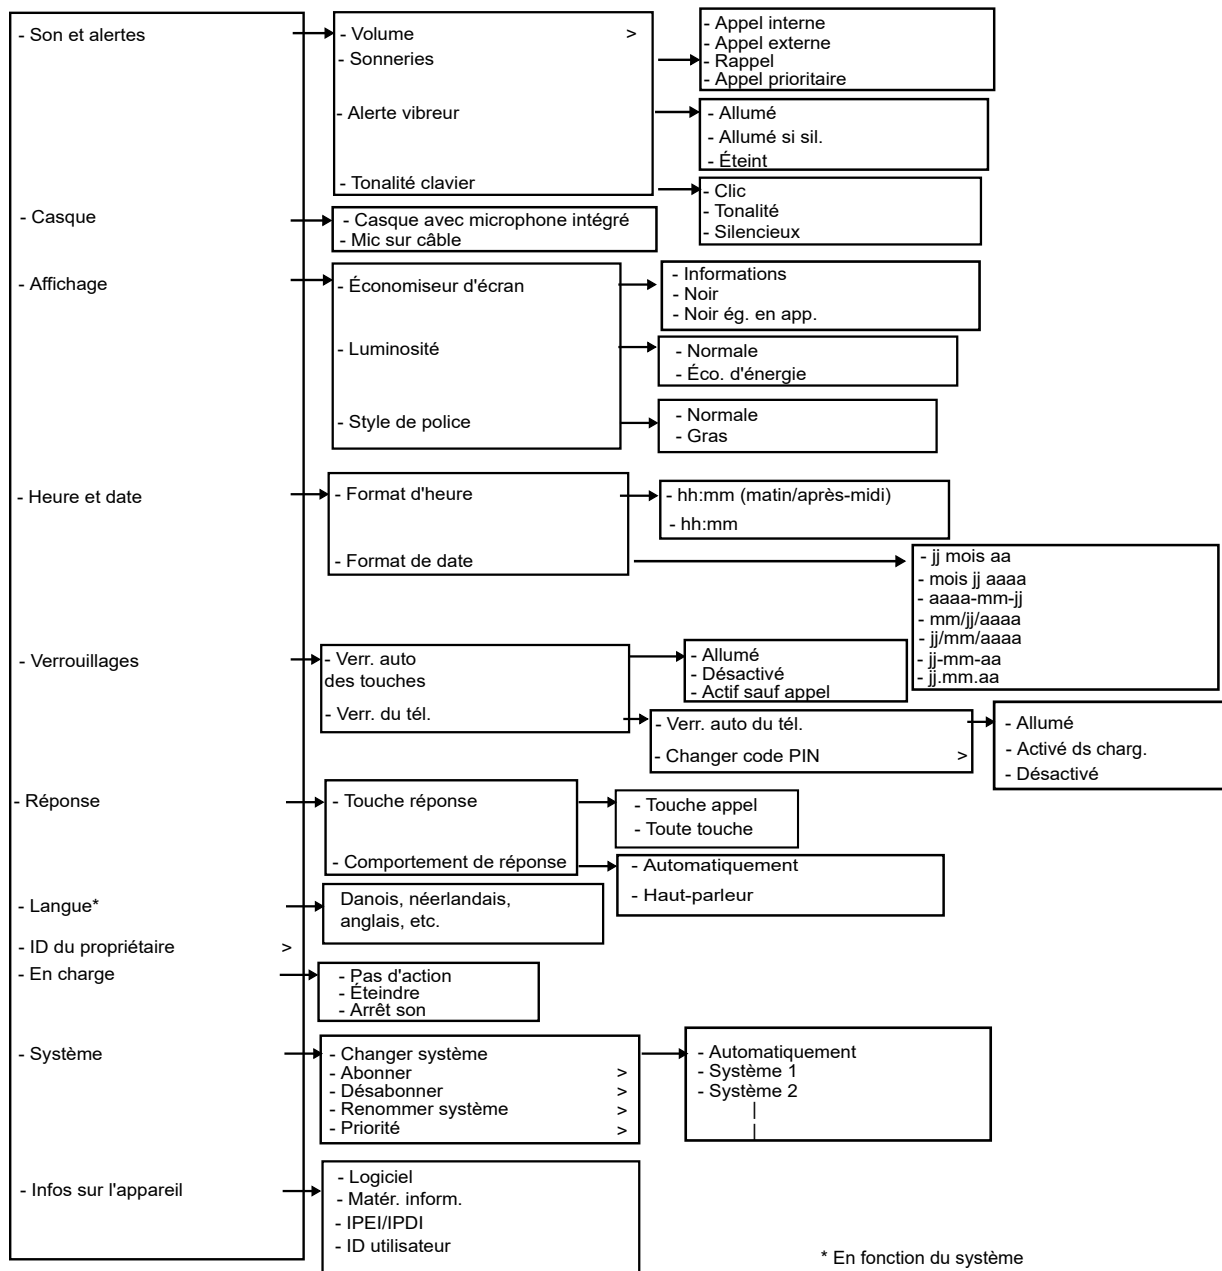 - Son et alertes
- Volume >
- Sonneries
- Appel interne
- Appel externe
- Rappel
- Appel prioritaire
- Alerte vibreur
- Allumé
- Allumé si sil.
- Éteint
- Tonalité clavier
- Clic
- Tonalité
- Silencieux
- Casque
- Casque avec microphone intégré
- Mic sur câble
- Affichage
- Économiseur d'écran
- Informations
- Noir
- Noir ég. en app.
- Luminosité
- Normale
- Éco. d'énergie
- Style de police
- Normale
- Gras
- Heure et date
- Format d'heure
- hh:mm (matin/après-midi)
- hh:mm
- Format de date
- jj mois aa
- mois jj aaaa
- aaaa-mm-jj
- mm/jj/aaaa
- jj/mm/aaaa
- jj-mm-aa
- jj.mm.aa
- Verrouillages
- Verr. auto
des touches
- Allumé
- Désactivé
- Actif sauf appel
- Verr. du tél.
- Verr. auto du tél.
- Changer code PIN >
- Allumé
- Activé ds charg.
- Désactivé
- Réponse
- Touche réponse
- Touche appel
- Toute touche
- Comportement de réponse
- Automatiquement
- Haut-parleur
- Langue*
Danois, néerlandais,
anglais, etc.
- ID du propriétaire >
- En charge
- Pas d'action
- Éteindre
- Arrêt son
- Système
- Changer système
- Abonner >
- Désabonner >
- Renommer système >
- Priorité >
- Automatiquement
- Système 1
- Système 2
|
|
- Infos sur l'appareil
- Logiciel
- Matér. inform.
- IPEI/IPDI
- ID utilisateur
* En fonction du système